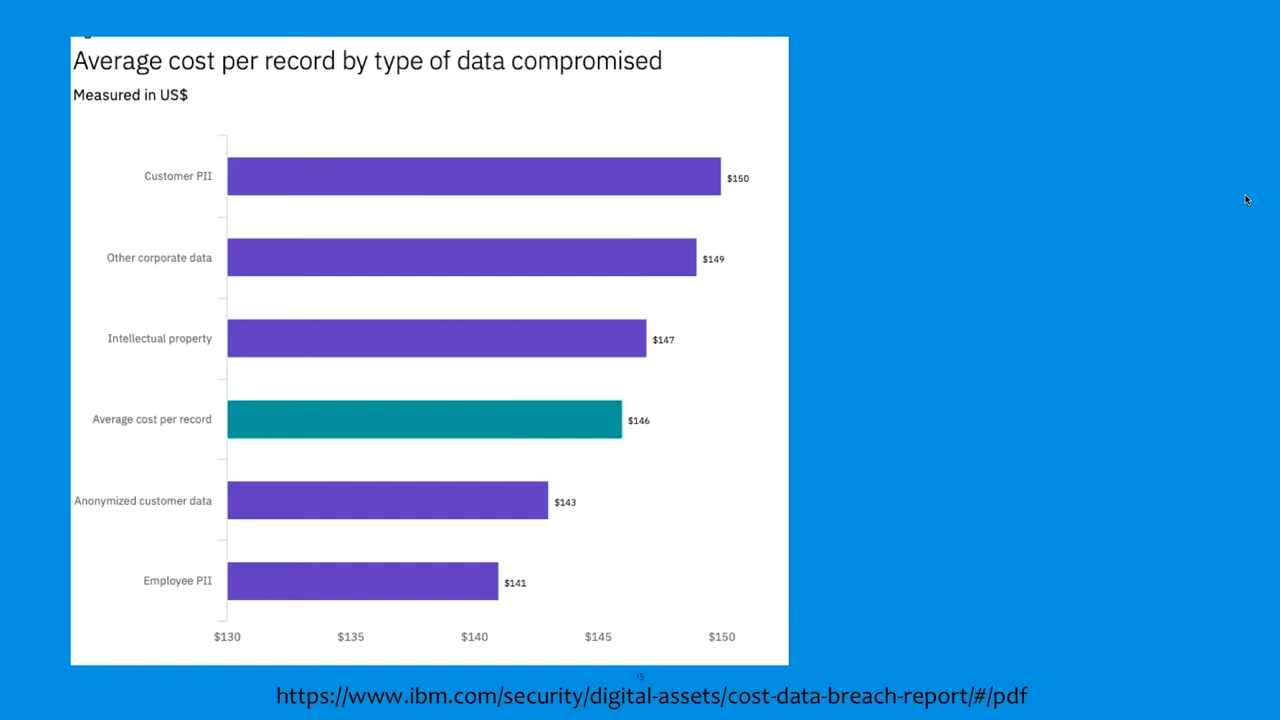 Average cost per record by type of data compromised
Measured in US$
Customer PII
$150
Other corporate data
$149
Intellectual property
$147
Average cost per record
$146
Anonymized customer data
$143
Employee PII
$141
$130 $135 $140 $145 $150
15
https://www.ibm.com/security/digital-assets/cost-data-breach-report/#/pdf